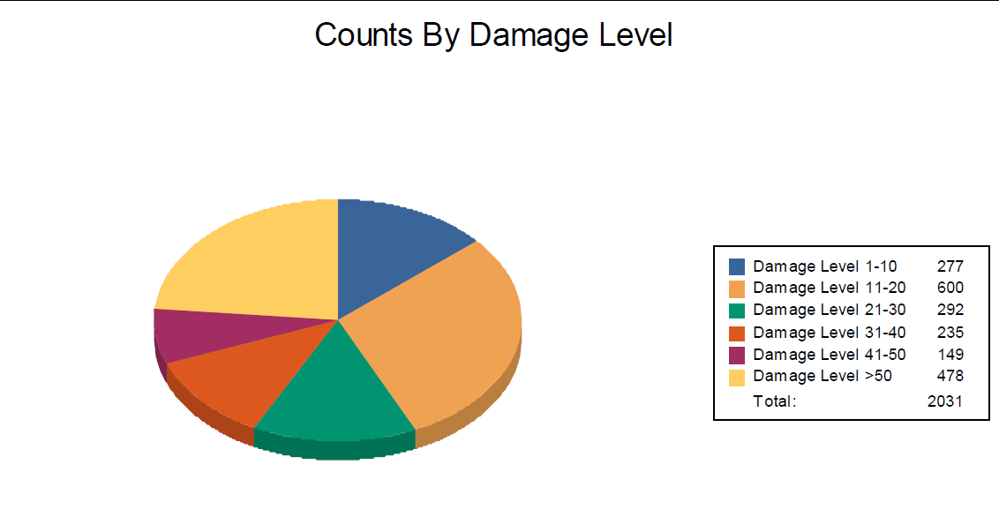 Counts By Damage Level
Damage Level 1-10 277
Damage Level 11-20 600
Damage Level 21-30 292
Damage Level 31-40 235
Damage Level 41-50 149
Damage Level >50 478
Total: 2031